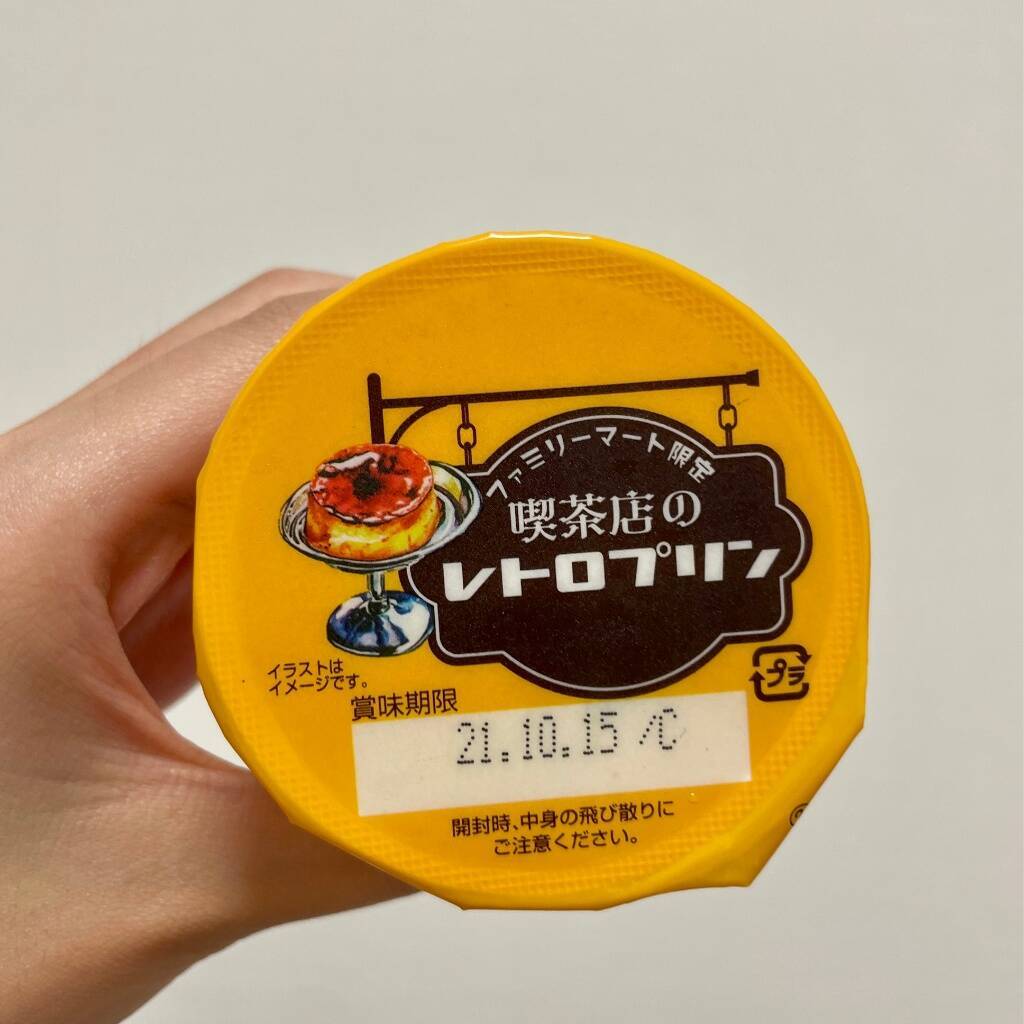 ファミリーマート限定
喫茶店の
レトロプリン
イラストは
イメージです。
プラ
賞味期限
21.10.15 /C
開封時、中身の飛び散りに
ご注意ください。